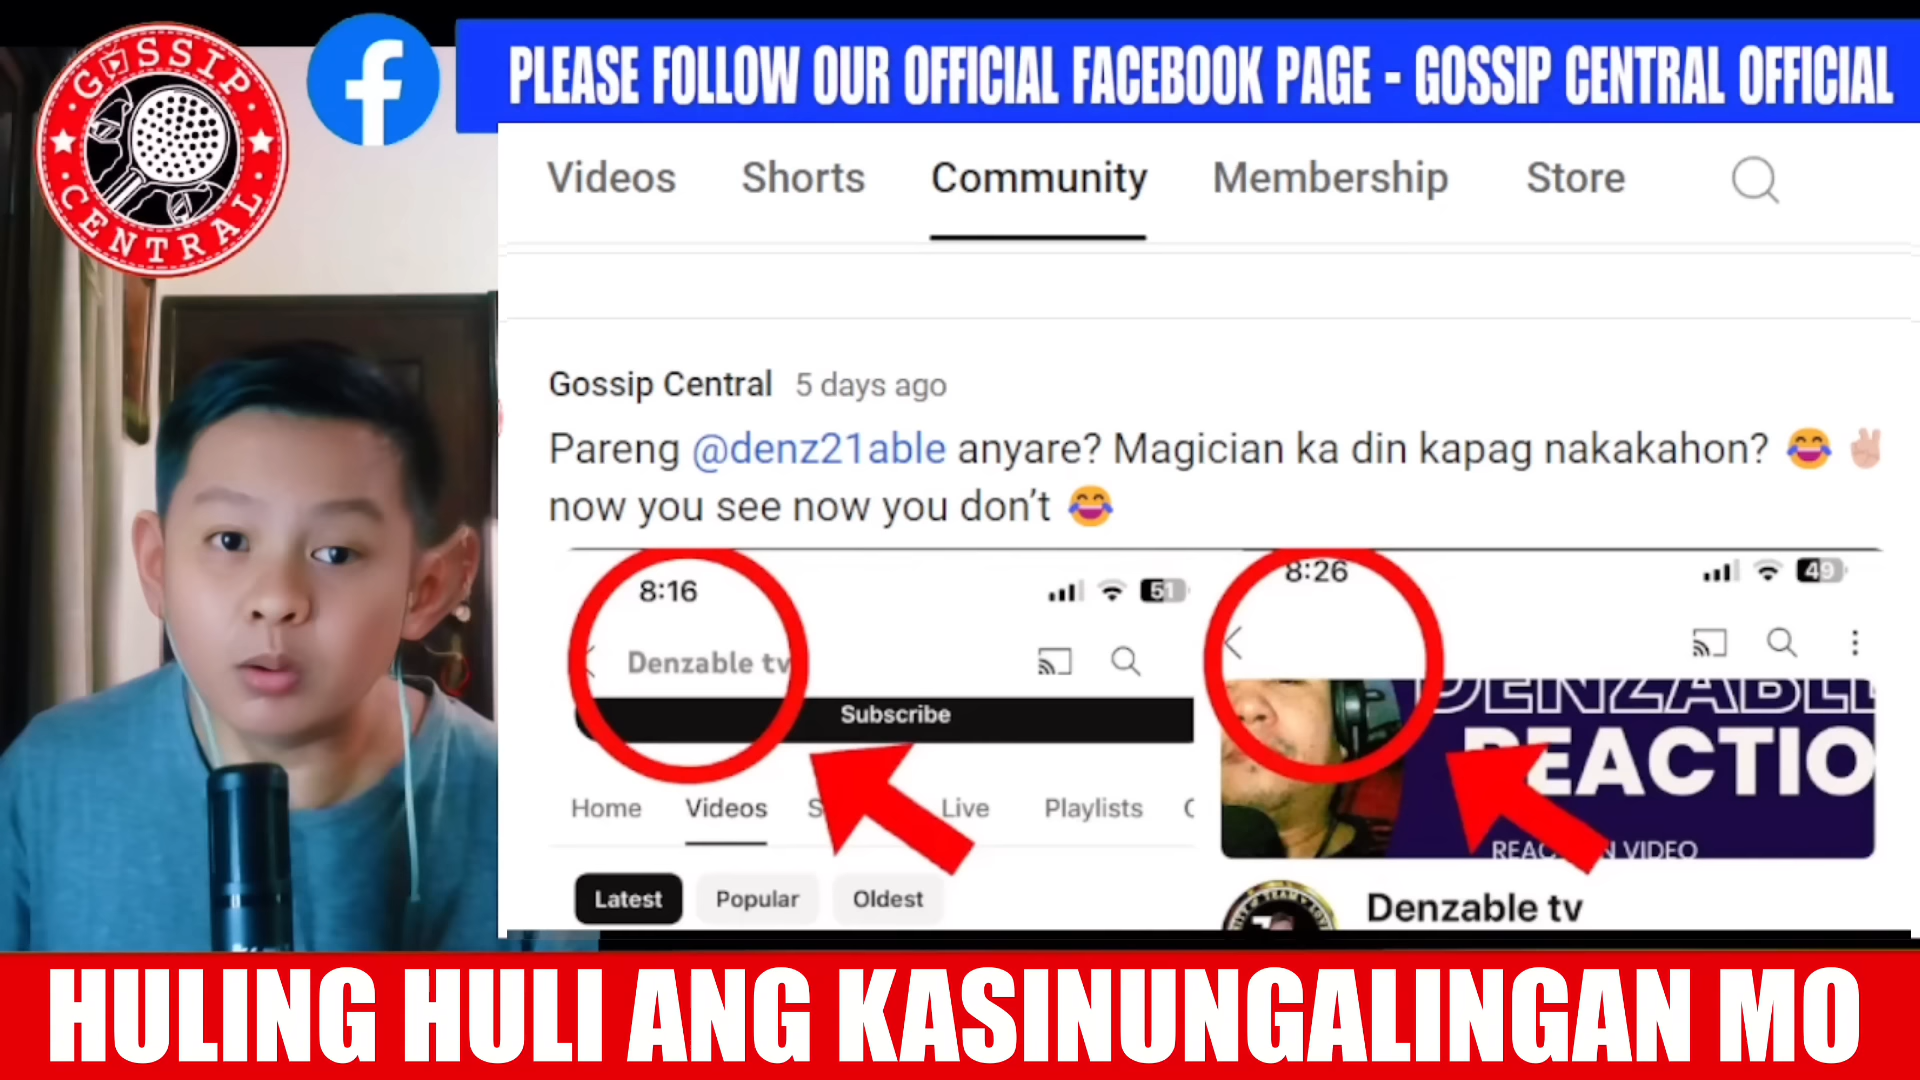 GOSSIP
CENTRAL
PLEASE FOLLOW OUR OFFICIAL FACEBOOK PAGE - GOSSIP CENTRAL OFFICIAL
Videos Shorts Community Membership Store
Gossip Central 5 days ago
Pareng @denz21able anyare? Magician ka din kapag nakakahon? 😂 ✌🏻
now you see now you don't 😂
8:16 51
Denzable tv
Subscribe
Home Videos Live Playlists
Latest Popular Oldest
8:26 49
DENZABLE
REACTIO
VIDEO
Denzable tv
HULING HULI ANG KASINUNGALINGAN MO